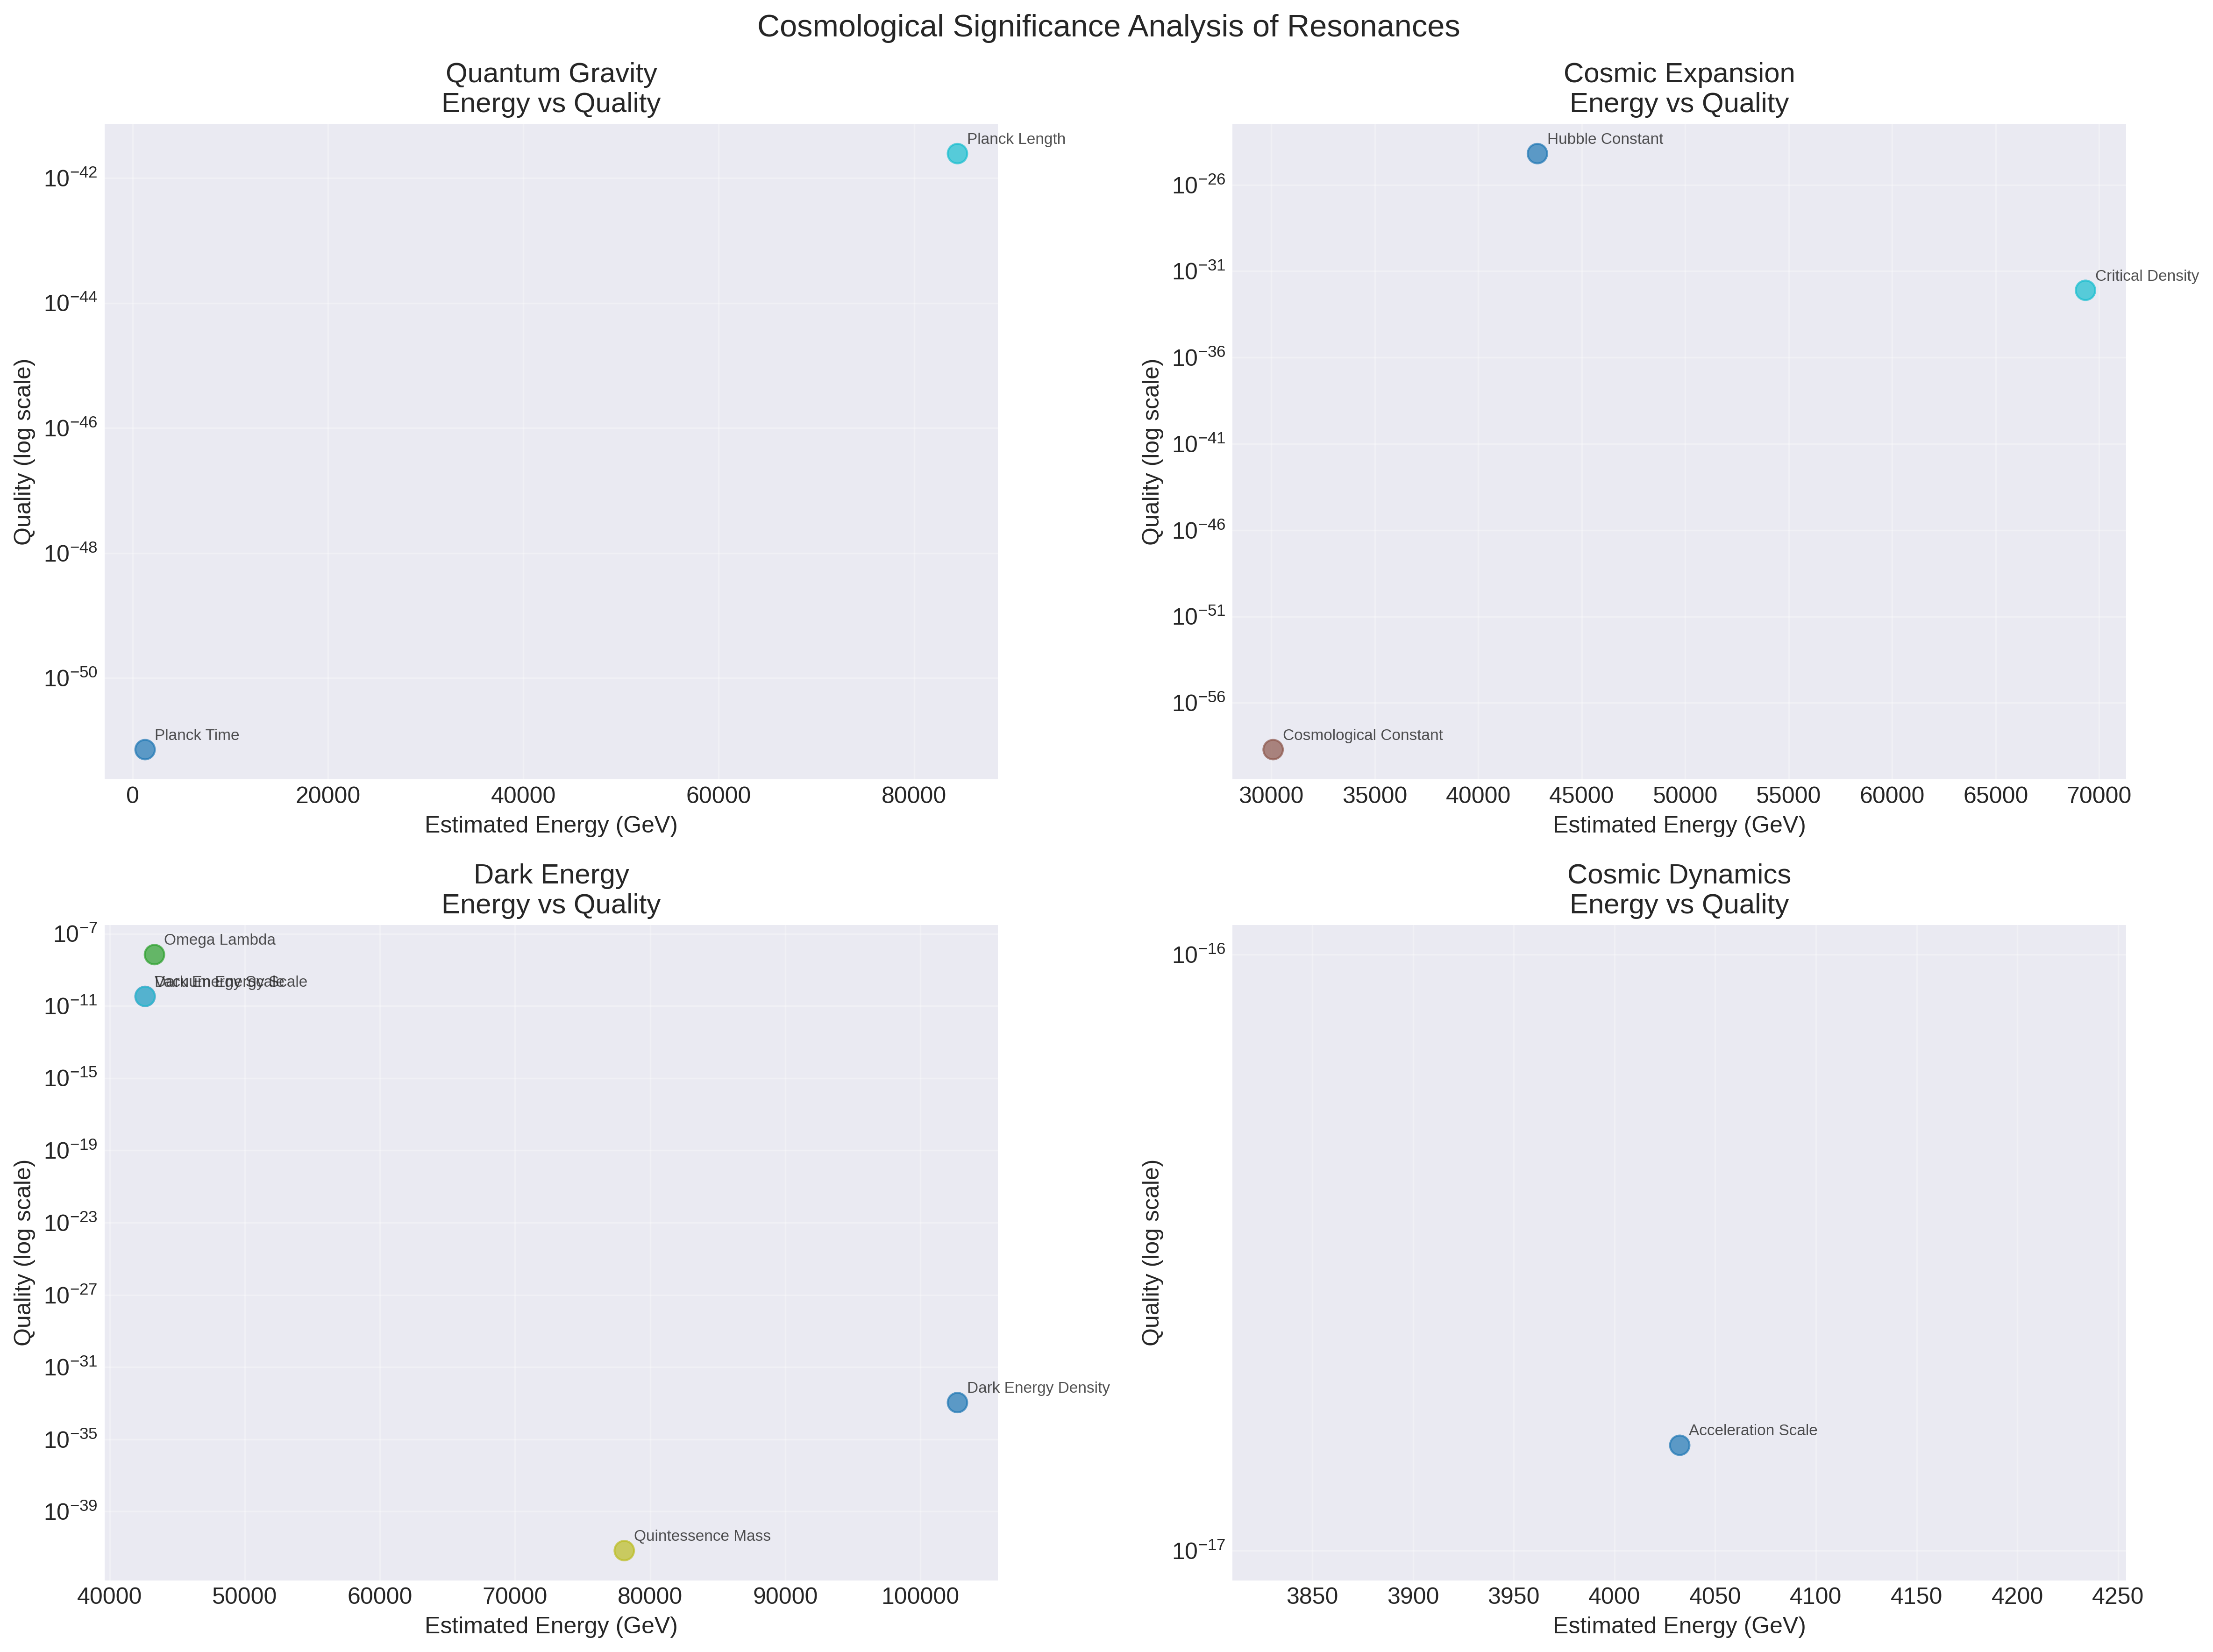 Cosmological Significance Analysis of Resonances
Quantum Gravity
Energy vs Quality
Planck Length
Planck Time
10−42
10−44
10−46
10−48
10−50
Quality (log scale)
0 20000 40000 60000 80000
Estimated Energy (GeV)
Cosmic Expansion
Energy vs Quality
Hubble Constant
Critical Density
Cosmological Constant
10−26
10−31
10−36
10−41
10−46
10−51
10−56
Quality (log scale)
30000 35000 40000 45000 50000 55000 60000 65000 70000
Estimated Energy (GeV)
Dark Energy
Energy vs Quality
Omega Lambda
Vacuum Energy Scale
Dark Energy Scale
Dark Energy Density
Quintessence Mass
10−7
10−11
10−15
10−19
10−23
10−27
10−31
10−35
10−39
Quality (log scale)
40000 50000 60000 70000 80000 90000 100000
Estimated Energy (GeV)
Cosmic Dynamics
Energy vs Quality
Acceleration Scale
10−16
10−17
Quality (log scale)
3850 3900 3950 4000 4050 4100 4150 4200 4250
Estimated Energy (GeV)